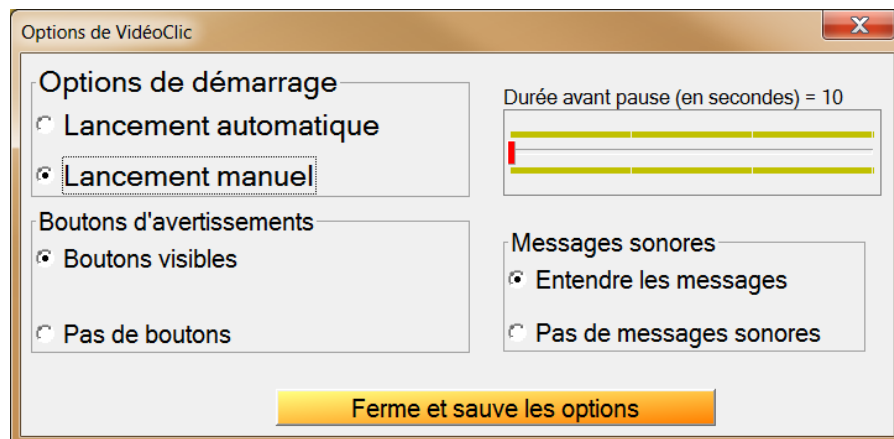 Options de VidéoClic
Options de démarrage
Lancement automatique
Lancement manuel
Durée avant pause (en secondes) = 10
Boutons d'avertissements
Boutons visibles
Pas de boutons
Messages sonores
Entendre les messages
Pas de messages sonores
Ferme et sauve les options